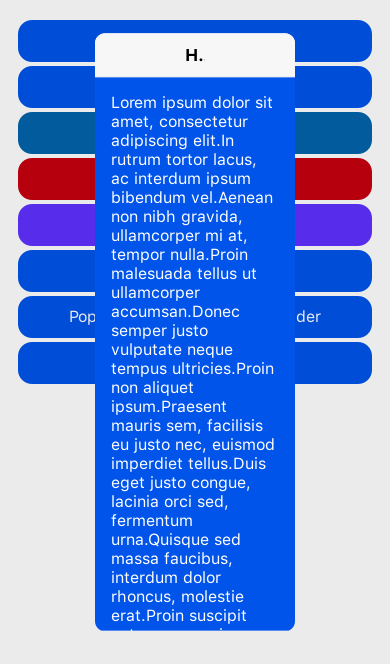 H.
Lorem ipsum dolor sit
amet, consectetur
adipiscing elit.In
rutrum tortor lacus,
ac interdum ipsum
bibendum vel.Aenean
non nibh gravida,
ullamcorper mi at,
tempor nulla.Proin
malesuada tellus ut
ullamcorper
accumsan.Donec
semper justo
vulputate neque
tempus ultricies.Proin
non aliquet
ipsum.Praesent
mauris sem, facilisis
eu justo nec, euismod
imperdiet tellus.Duis
eget justo congue,
lacinia orci sed,
fermentum
urna.Quisque sed
massa faucibus,
interdum dolor
rhoncus, molestie
erat.Proin suscipit
Pop
der